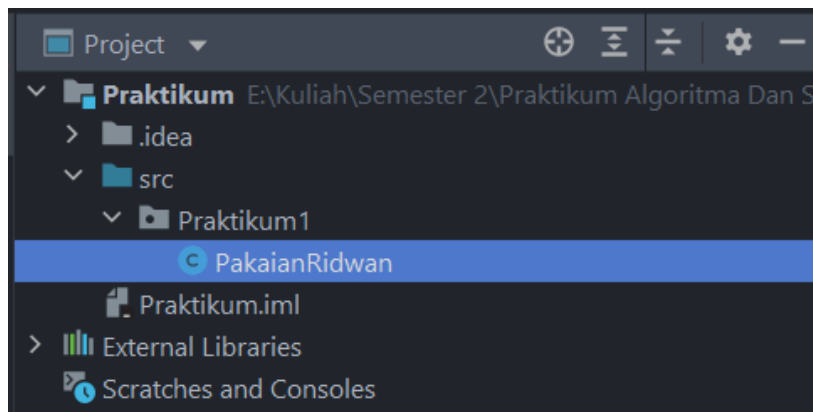 Project
Praktikum E:\Kuliah\Semester 2\Praktikum Algoritma Dan S
.idea
src
Praktikum1
C PakaianRidwan
Praktikum.iml
External Libraries
Scratches and Consoles